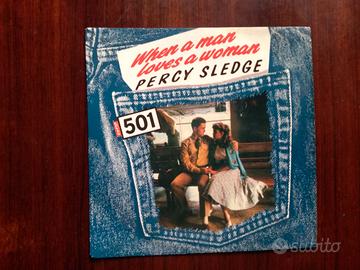 When a man
loves a woman
PERCY SLEDGE
501
subito